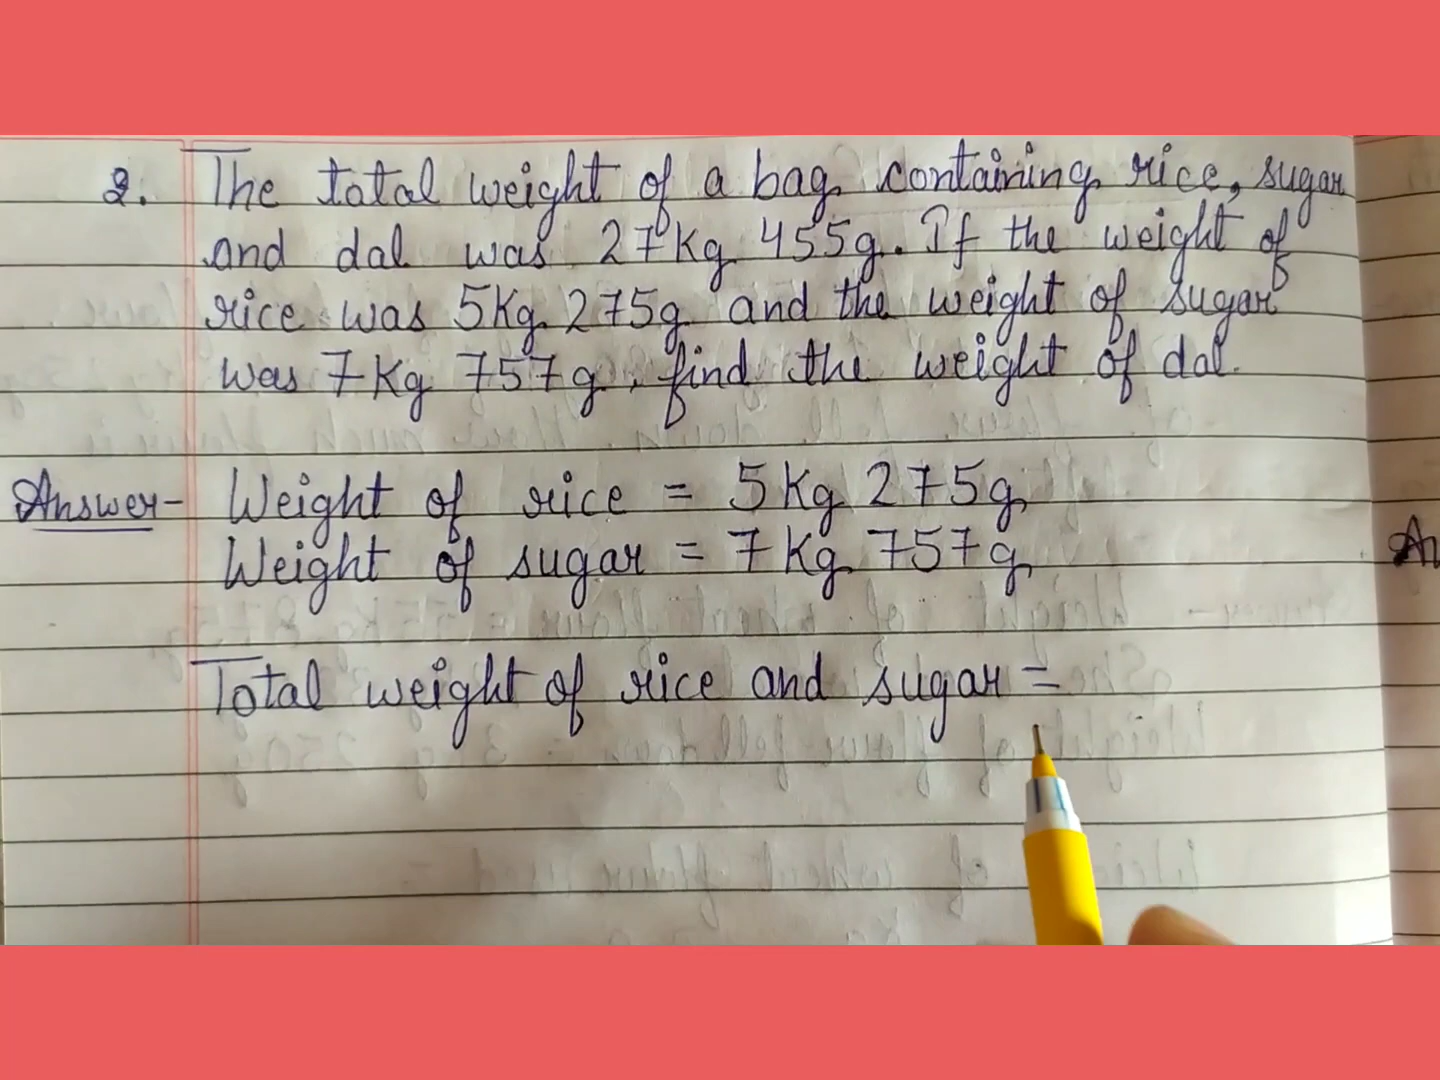 2. The total weight of a bag containing rice, sugar
and dal was 27Kg 455g. If the weight of
rice was 5Kg 275g and the weight of sugar
was 7Kg 757g, find the weight of dal.
Answer- Weight of rice = 5Kg 275g
Weight of sugar = 7Kg 757g
Total weight of rice and sugar =
An